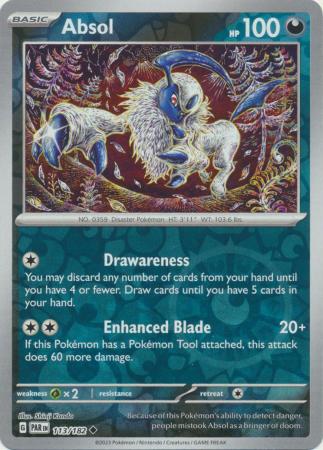 BASIC
Absol HP 100
NO. 0359 Disaster Pokémon HT: 3'11" WT: 103.6 lbs.
Drawareness
You may discard any number of cards from your hand until
you have 4 or fewer. Draw cards until you have 5 cards in
your hand.
Enhanced Blade 20+
If this Pokémon has a Pokémon Tool attached, this attack
does 60 more damage.
weakness ×2 resistance retreat
Illus. Shinji Kanda
G PAR EN 113/182
Because of this Pokémon's ability to detect danger,
people mistook Absol as a bringer of doom.
©2023 Pokémon / Nintendo / Creatures / GAME FREAK